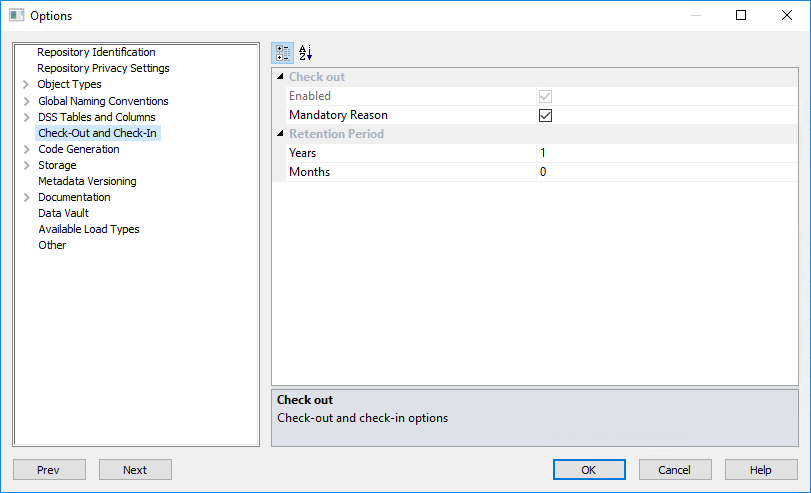 Options
Repository Identification
Repository Privacy Settings
Object Types
Global Naming Conventions
DSS Tables and Columns
Check-Out and Check-In
Code Generation
Storage
Metadata Versioning
Documentation
Data Vault
Available Load Types
Other
A
Z
Check out
Enabled
Mandatory Reason
Retention Period
Years 1
Months 0
Check out
Check-out and check-in options
Prev Next OK Cancel Help